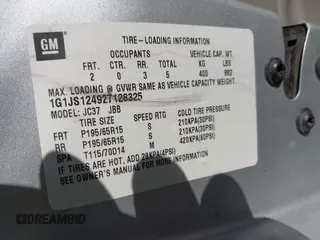 GM
TIRE-LOADING INFORMATION
OCCUPANTS VEHICLE CAP. WT.
FRT. CTR. RR. TOTAL KG LBS
2 0 3 5 400 882
MAX. LOADING @ GVWR SAME AS VEHICLE CAPACITY WEIGHT
1G1JS124927128325
MODEL: JC37 JBB
TIRE SIZE SPEED RTG COLD TIRE PRESSURE
FRT P195/65R15 S 210KPA(30PSI)
RR P195/65R15 S 210KPA(30PSI)
SPA T115/70D14 M 420KPA(60PSI)
IF TIRES ARE HOT, ADD 28KPA(4PSI)
SEE OWNER'S MANUAL FOR MORE INFORMATION
DREAMBID